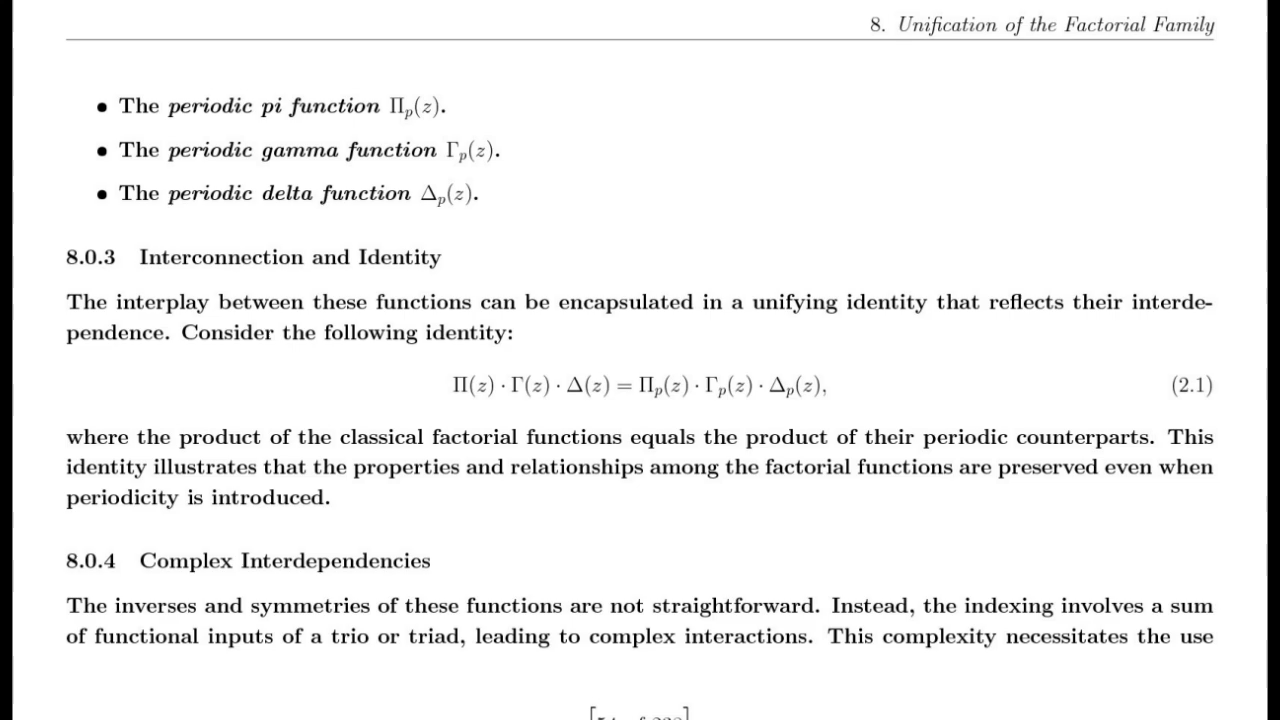 8. Unification of the Factorial Family
• The periodic pi function Πₚ(z).
• The periodic gamma function Γₚ(z).
• The periodic delta function Δₚ(z).
8.0.3 Interconnection and Identity
The interplay between these functions can be encapsulated in a unifying identity that reflects their interde-
pendence. Consider the following identity:
Π(z) · Γ(z) · Δ(z) = Πₚ(z) · Γₚ(z) · Δₚ(z), (2.1)
where the product of the classical factorial functions equals the product of their periodic counterparts. This
identity illustrates that the properties and relationships among the factorial functions are preserved even when
periodicity is introduced.
8.0.4 Complex Interdependencies
The inverses and symmetries of these functions are not straightforward. Instead, the indexing involves a sum
of functional inputs of a trio or triad, leading to complex interactions. This complexity necessitates the use